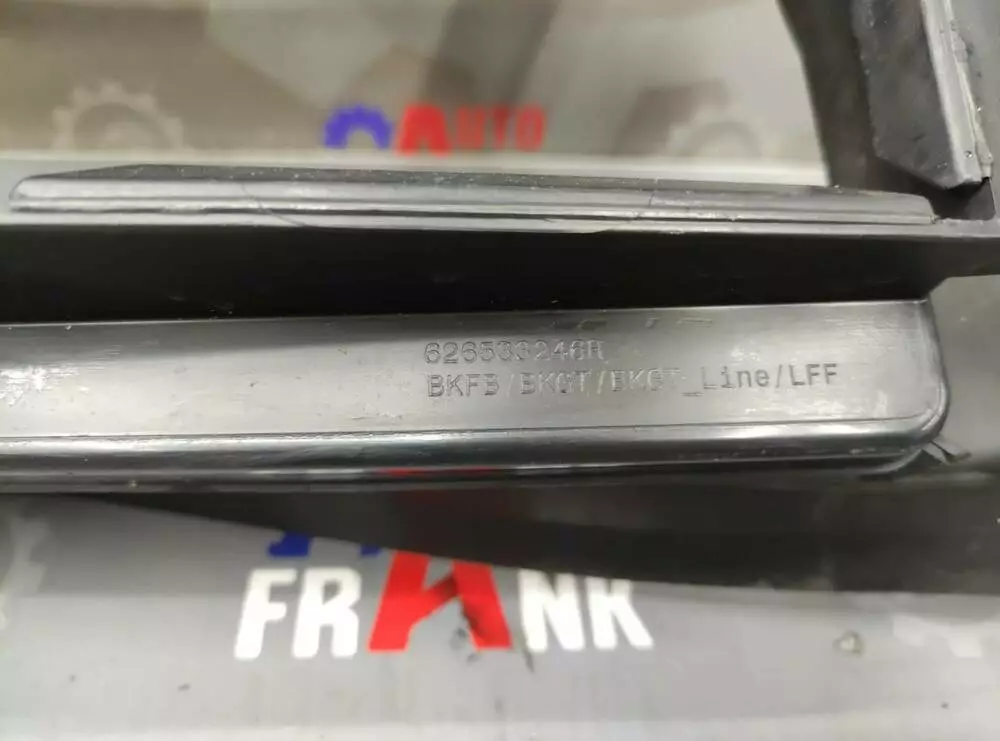 AUTO
626533246R
BKFB/BKGT/BKGT_Line/LFF
FRANK